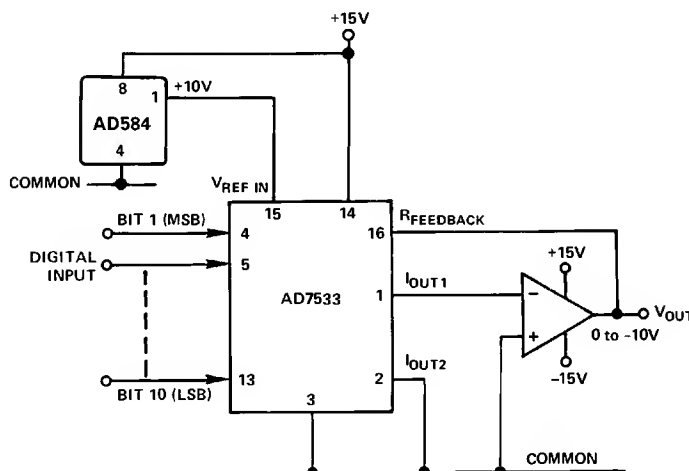 +15V
8
1
+10V
AD584
4
COMMON
V_REF IN
15
14
BIT 1 (MSB)
4
16
R_FEEDBACK
DIGITAL
INPUT
5
+15V
AD7533
1
I_OUT1
−
+
V_OUT
0 to −10V
BIT 10 (LSB)
13
2
I_OUT2
−15V
3
COMMON